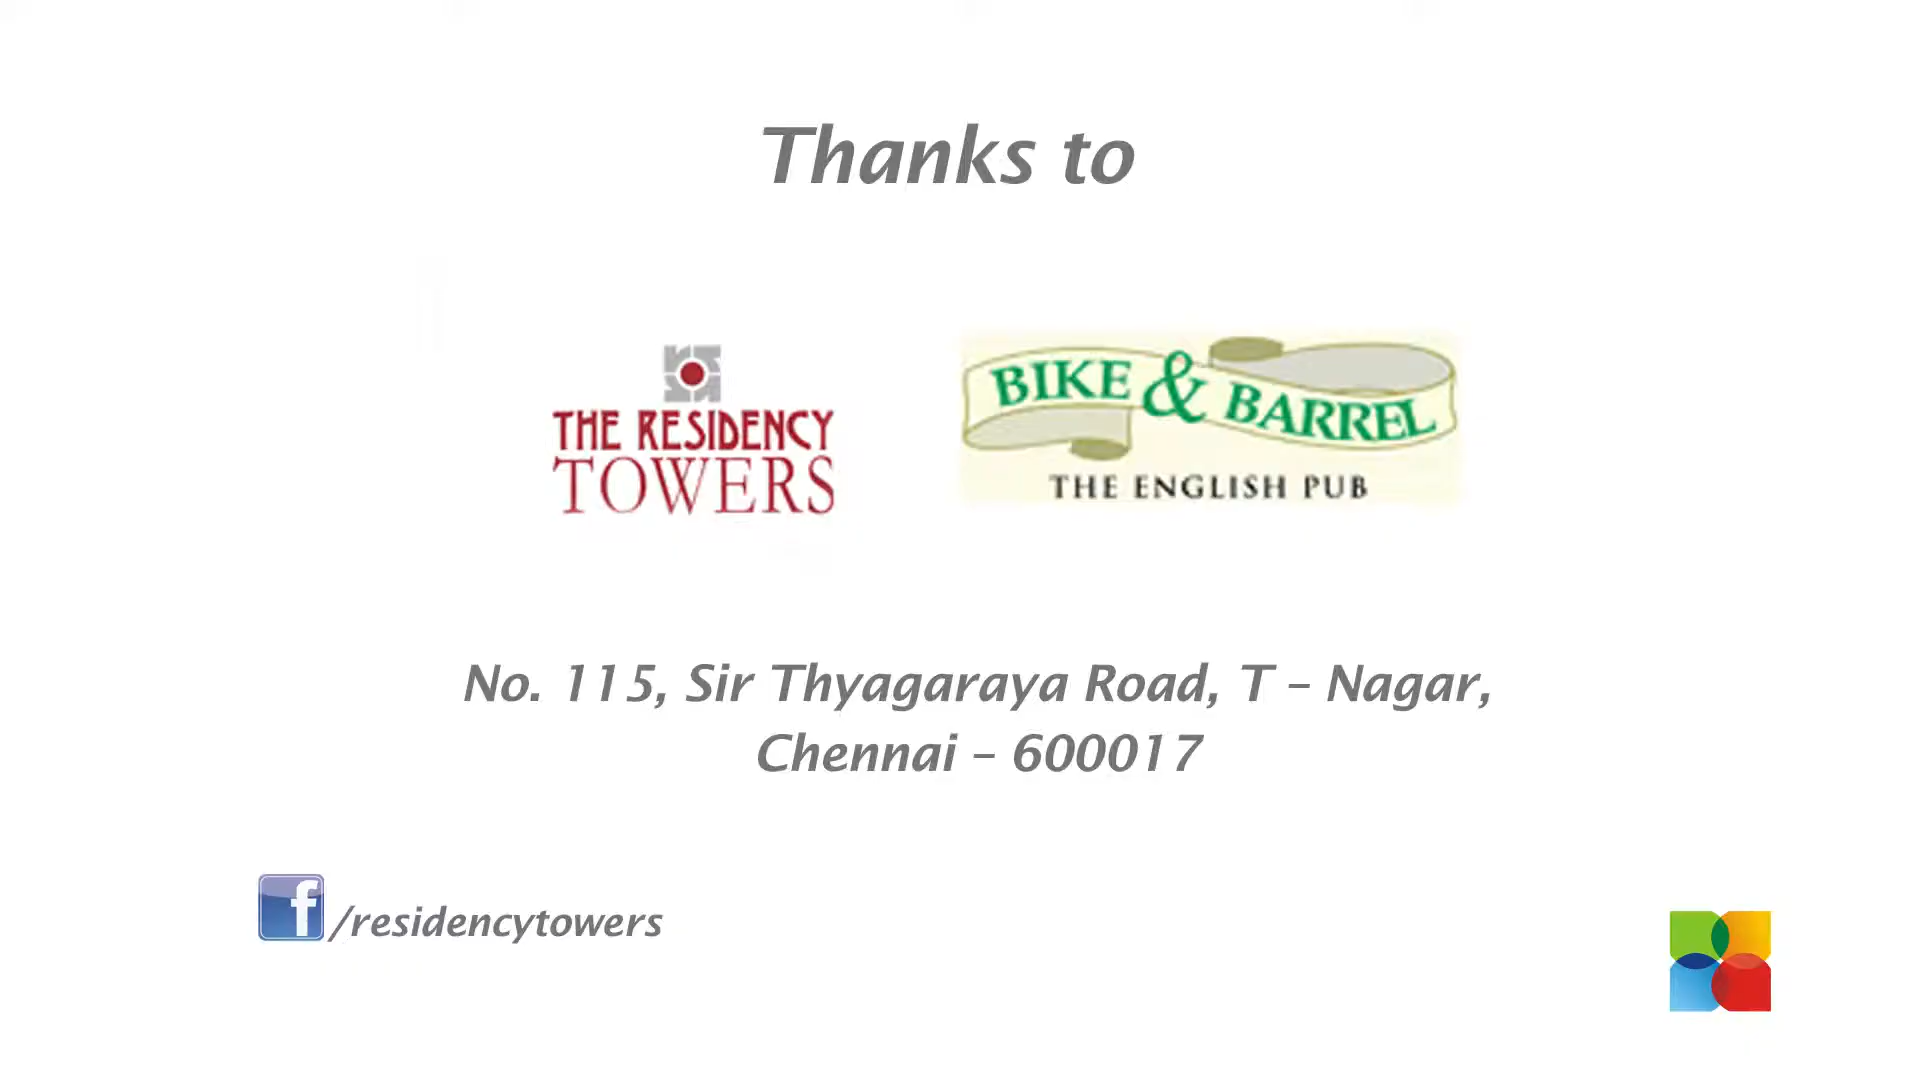 Thanks to
THE RESIDENCY
TOWERS
BIKE & BARREL
THE ENGLISH PUB
No. 115, Sir Thyagaraya Road, T – Nagar,
Chennai – 600017
f /residencytowers